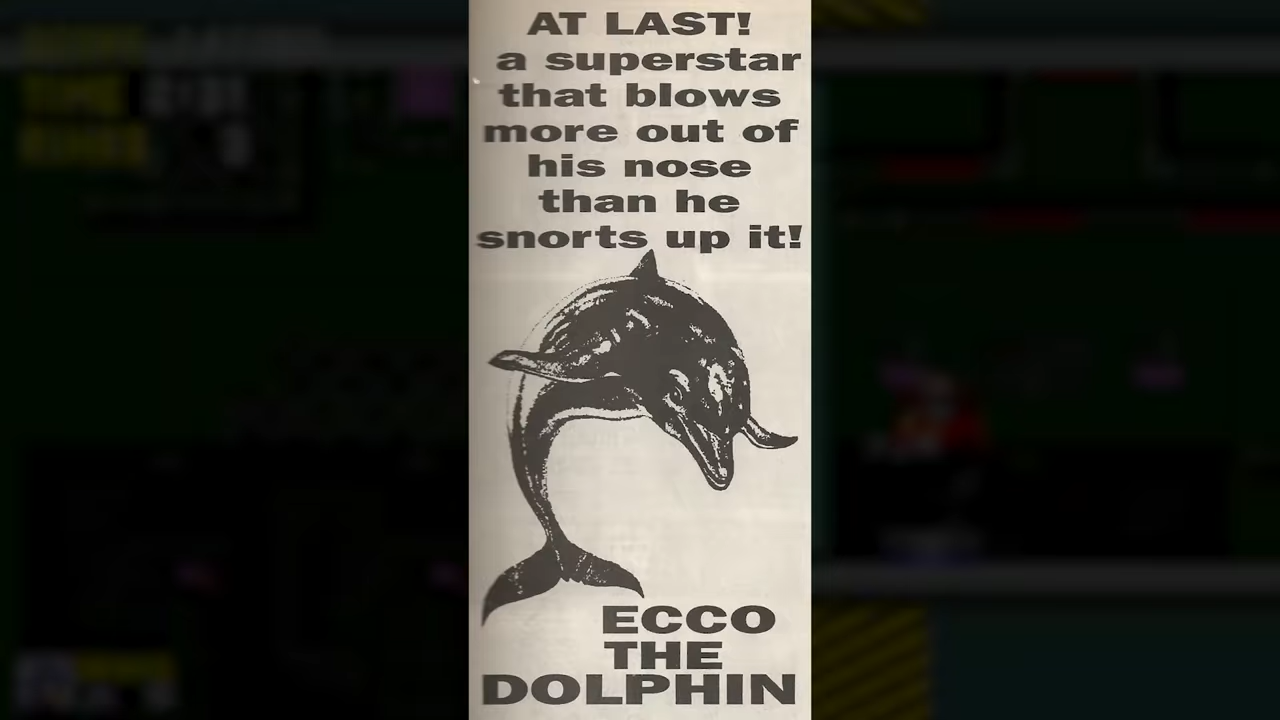 AT LAST!
a superstar
that blows
more out of
his nose
than he
snorts up it!
ECCO
THE
DOLPHIN